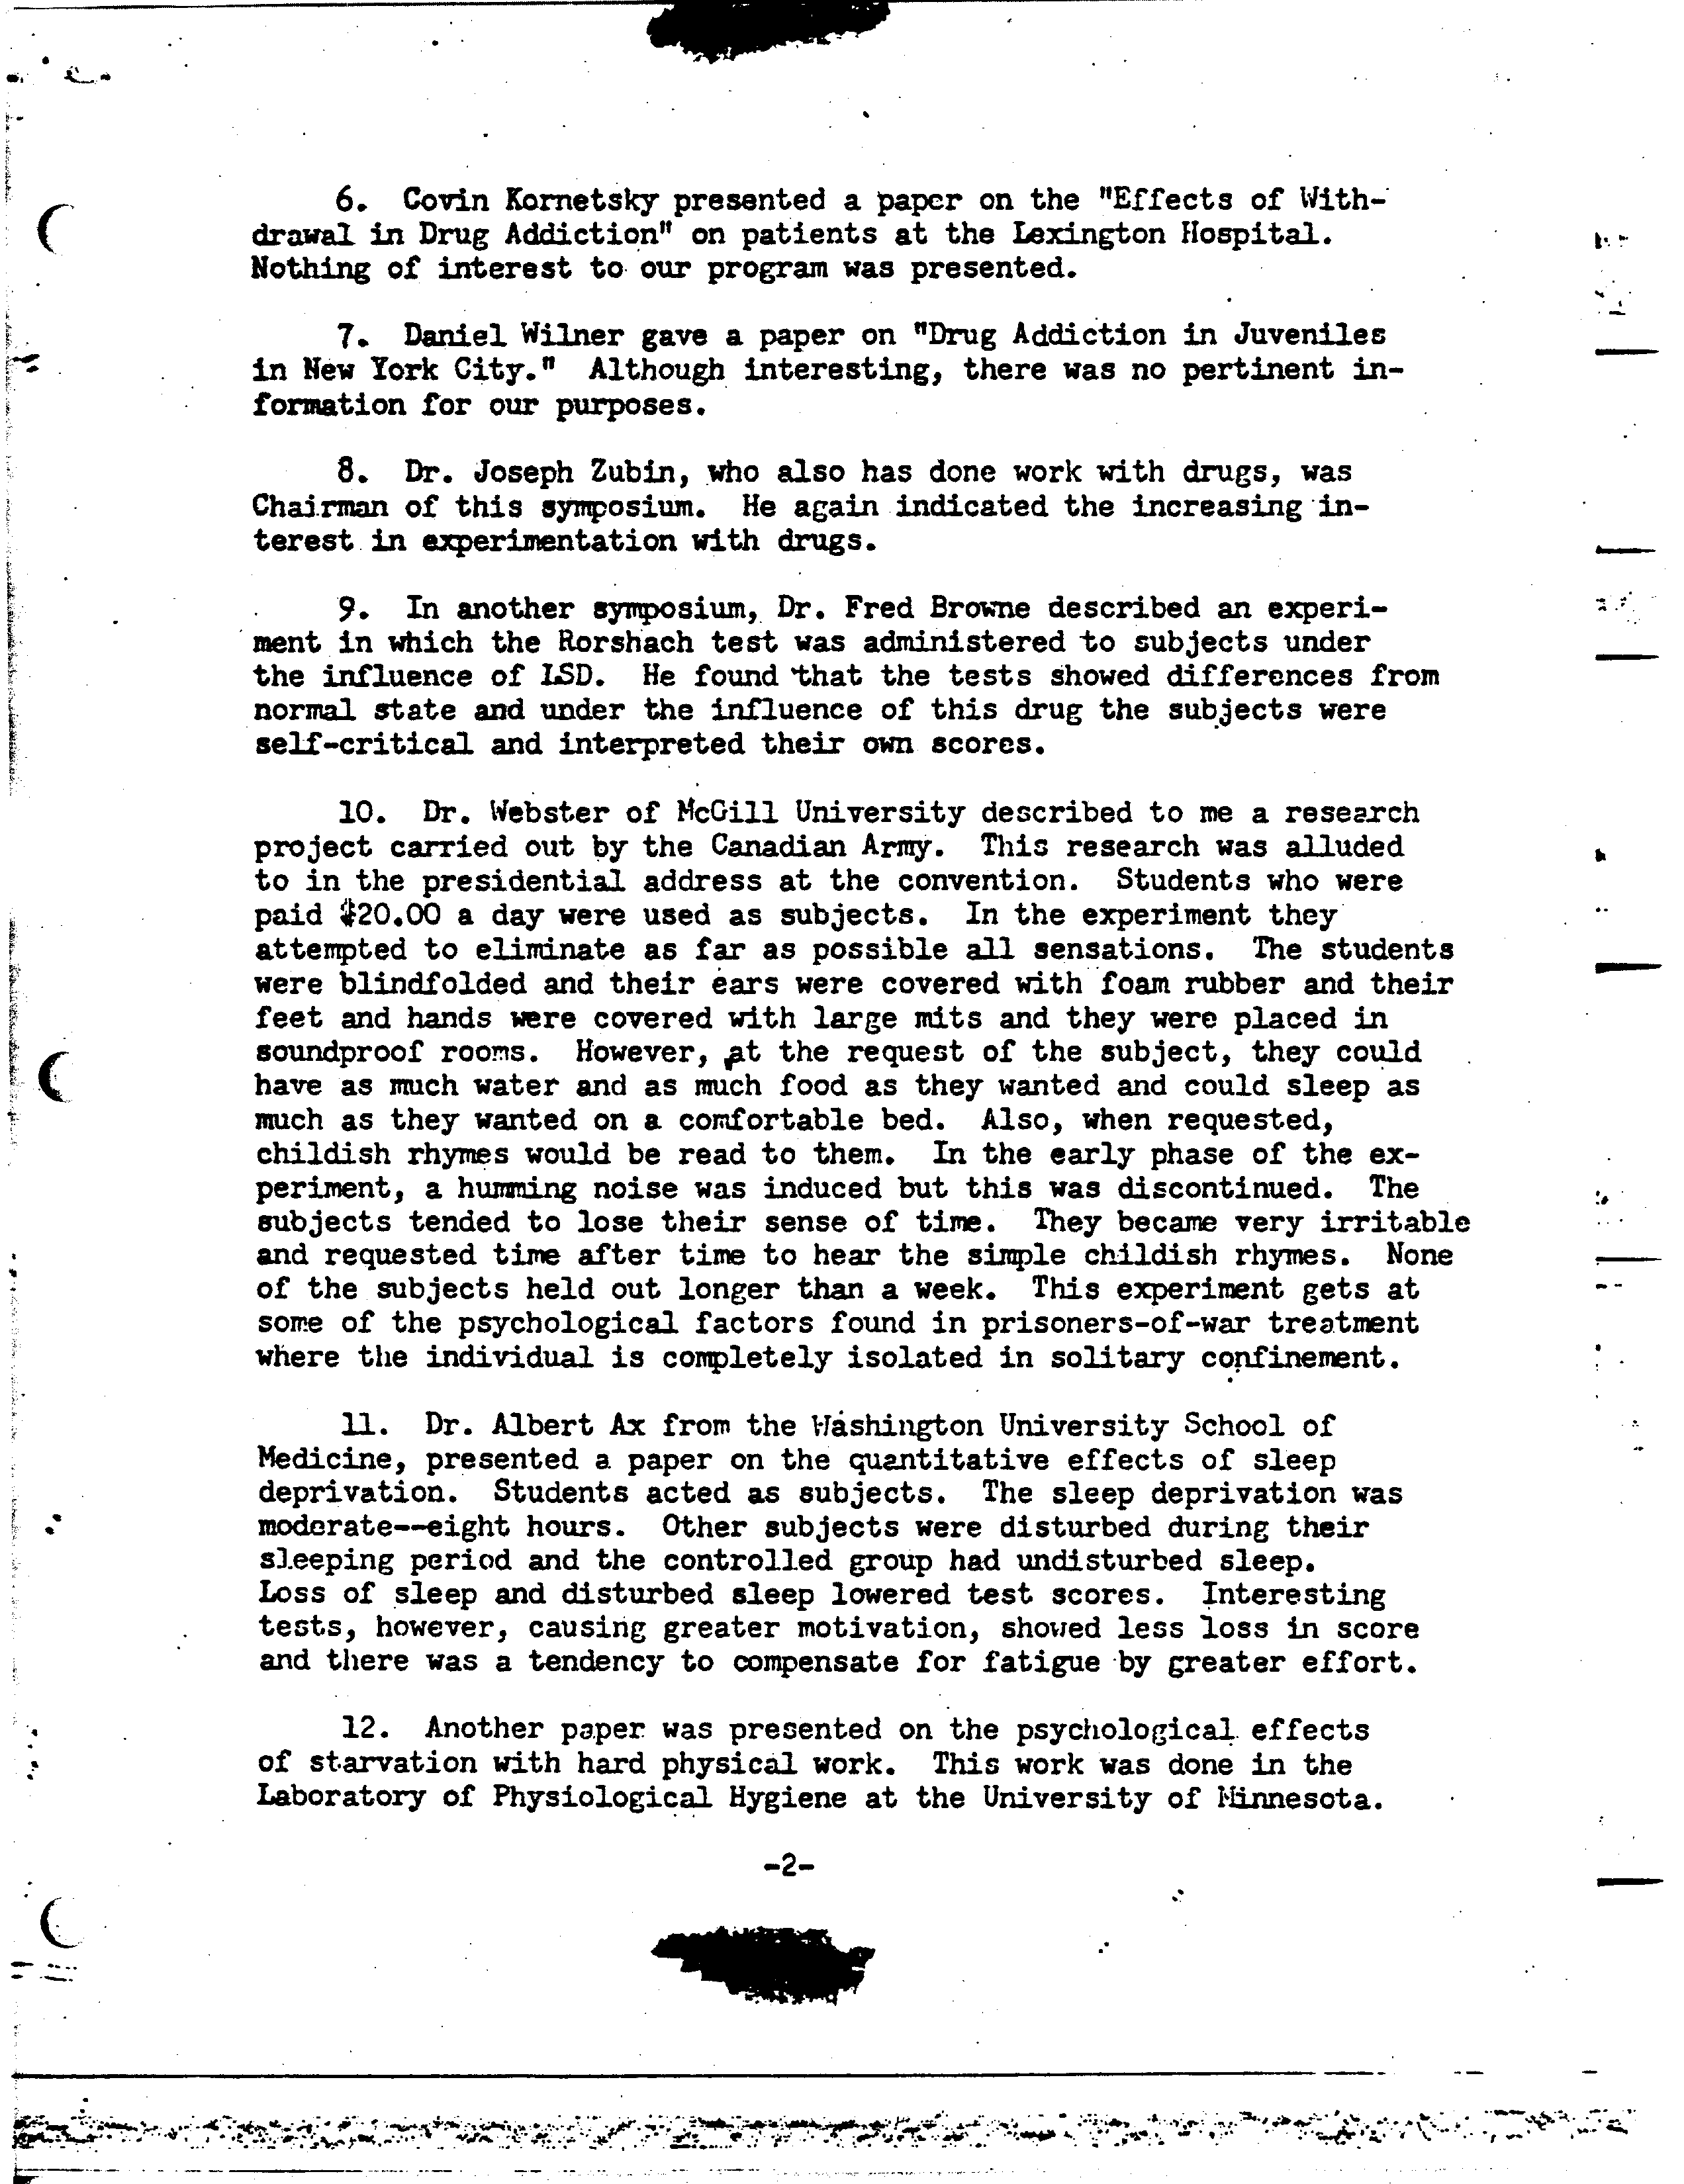 6. Covin Kornetsky presented a paper on the "Effects of With-
drawal in Drug Addiction" on patients at the Lexington Hospital.
Nothing of interest to our program was presented.
7. Daniel Wilner gave a paper on "Drug Addiction in Juveniles
in New York City." Although interesting, there was no pertinent in-
formation for our purposes.
8. Dr. Joseph Zubin, who also has done work with drugs, was
Chairman of this symposium. He again indicated the increasing in-
terest in experimentation with drugs.
9. In another symposium, Dr. Fred Browne described an experi-
ment in which the Rorshach test was administered to subjects under
the influence of LSD. He found that the tests showed differences from
normal state and under the influence of this drug the subjects were
self-critical and interpreted their own scores.
10. Dr. Webster of McGill University described to me a research
project carried out by the Canadian Army. This research was alluded
to in the presidential address at the convention. Students who were
paid $20.00 a day were used as subjects. In the experiment they
attempted to eliminate as far as possible all sensations. The students
were blindfolded and their ears were covered with foam rubber and their
feet and hands were covered with large mits and they were placed in
soundproof rooms. However, at the request of the subject, they could
have as much water and as much food as they wanted and could sleep as
much as they wanted on a comfortable bed. Also, when requested,
childish rhymes would be read to them. In the early phase of the ex-
periment, a humming noise was induced but this was discontinued. The
subjects tended to lose their sense of time. They became very irritable
and requested time after time to hear the simple childish rhymes. None
of the subjects held out longer than a week. This experiment gets at
some of the psychological factors found in prisoners-of-war treatment
where the individual is completely isolated in solitary confinement.
11. Dr. Albert Ax from the Washington University School of
Medicine, presented a paper on the quantitative effects of sleep
deprivation. Students acted as subjects. The sleep deprivation was
moderate--eight hours. Other subjects were disturbed during their
sleeping period and the controlled group had undisturbed sleep.
Loss of sleep and disturbed sleep lowered test scores. Interesting
tests, however, causing greater motivation, showed less loss in score
and there was a tendency to compensate for fatigue by greater effort.
12. Another paper was presented on the psychological effects
of starvation with hard physical work. This work was done in the
Laboratory of Physiological Hygiene at the University of Minnesota.
-2-